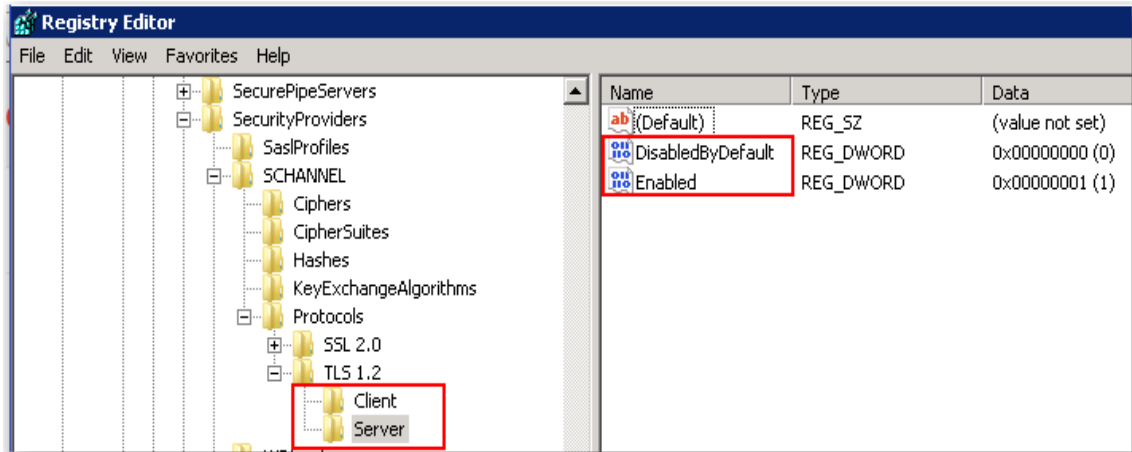 Registry Editor
File Edit View Favorites Help
SecurePipeServers
SecurityProviders
SaslProfiles
SCHANNEL
Ciphers
CipherSuites
Hashes
KeyExchangeAlgorithms
Protocols
SSL 2.0
TLS 1.2
Client
Server
Name Type Data
(Default) REG_SZ (value not set)
DisabledByDefault REG_DWORD 0x00000000 (0)
Enabled REG_DWORD 0x00000001 (1)